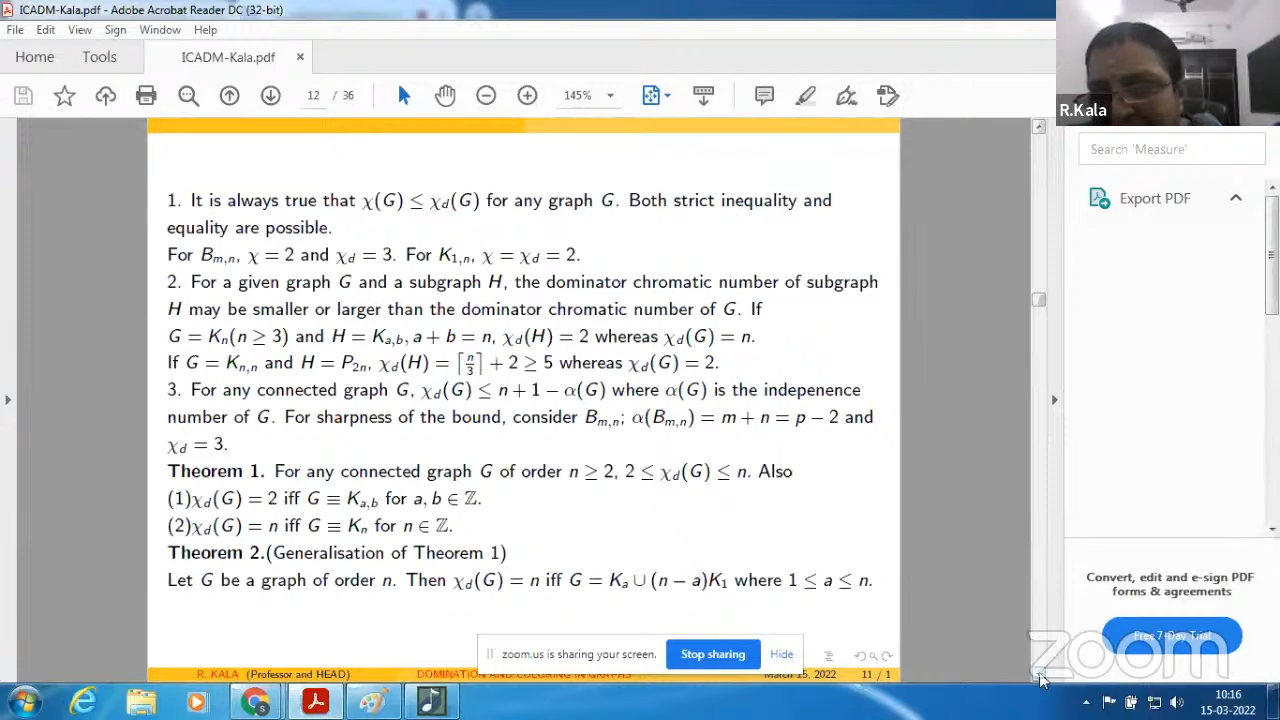 ICADM-Kala.pdf - Adobe Acrobat Reader DC (32-bit)
File Edit View Sign Window Help
Home Tools ICADM-Kala.pdf ×
12 / 36 145%
R.Kala
Search 'Measure'
Export PDF
1. It is always true that χ(G) ≤ χd(G) for any graph G. Both strict inequality and
equality are possible.
For Bm,n, χ = 2 and χd = 3. For K1,n, χ = χd = 2.
2. For a given graph G and a subgraph H, the dominator chromatic number of subgraph
H may be smaller or larger than the dominator chromatic number of G. If
G = Kn(n ≥ 3) and H = Ka,b, a + b = n, χd(H) = 2 whereas χd(G) = n.
If G = Kn,n and H = P2n, χd(H) = ⌈n/3⌉ + 2 ≥ 5 whereas χd(G) = 2.
3. For any connected graph G, χd(G) ≤ n + 1 − α(G) where α(G) is the indepenence
number of G. For sharpness of the bound, consider Bm,n; α(Bm,n) = m + n = p − 2 and
χd = 3.
Theorem 1. For any connected graph G of order n ≥ 2, 2 ≤ χd(G) ≤ n. Also
(1)χd(G) = 2 iff G ≡ Ka,b for a, b ∈ ℤ.
(2)χd(G) = n iff G ≡ Kn for n ∈ ℤ.
Theorem 2.(Generalisation of Theorem 1)
Let G be a graph of order n. Then χd(G) = n iff G = Ka ∪ (n − a)K1 where 1 ≤ a ≤ n.
Convert, edit and e-sign PDF
forms & agreements
Free 7-Day Trial
zoom
zoom.us is sharing your screen. Stop sharing Hide
R. KALA (Professor and HEAD) DOMINATION AND COLORING IN GRAPHS March 15, 2022 11 / 1
10:16
15-03-2022